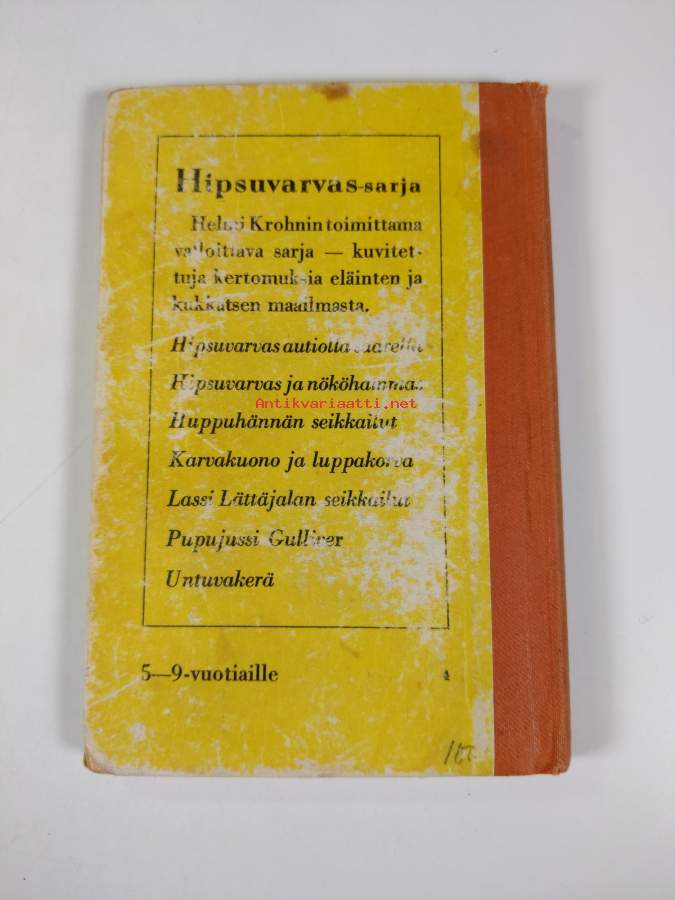 Hipsuvarvas-sarja
Helmi Krohnin toimittama
valloittava sarja — kuvitet-
tuja kertomuksia eläinten ja
kukkatsen maailmasta.
Hipsuvarvas autiolla saarella
Hipsuvarvas ja nököhammas
Antikvariaatti.net
Huppuhännän seikkailut
Karvakuono ja luppakorva
Lassi Lättäjalan seikkailut
Pupujussi Gulliver
Untuvakerä
5—9-vuotiaille